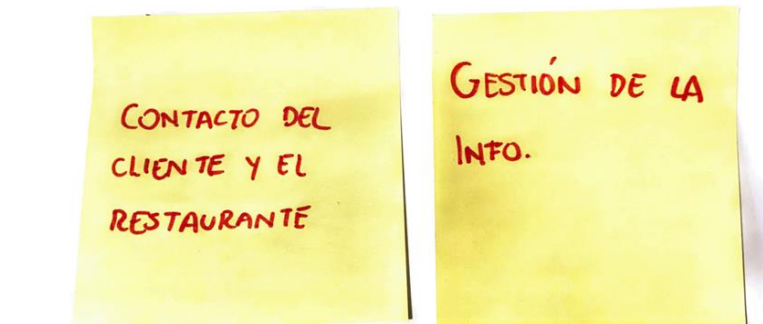 CONTACTO DEL
CLIENTE Y EL
RESTAURANTE
GESTIÓN DE LA
INFO.